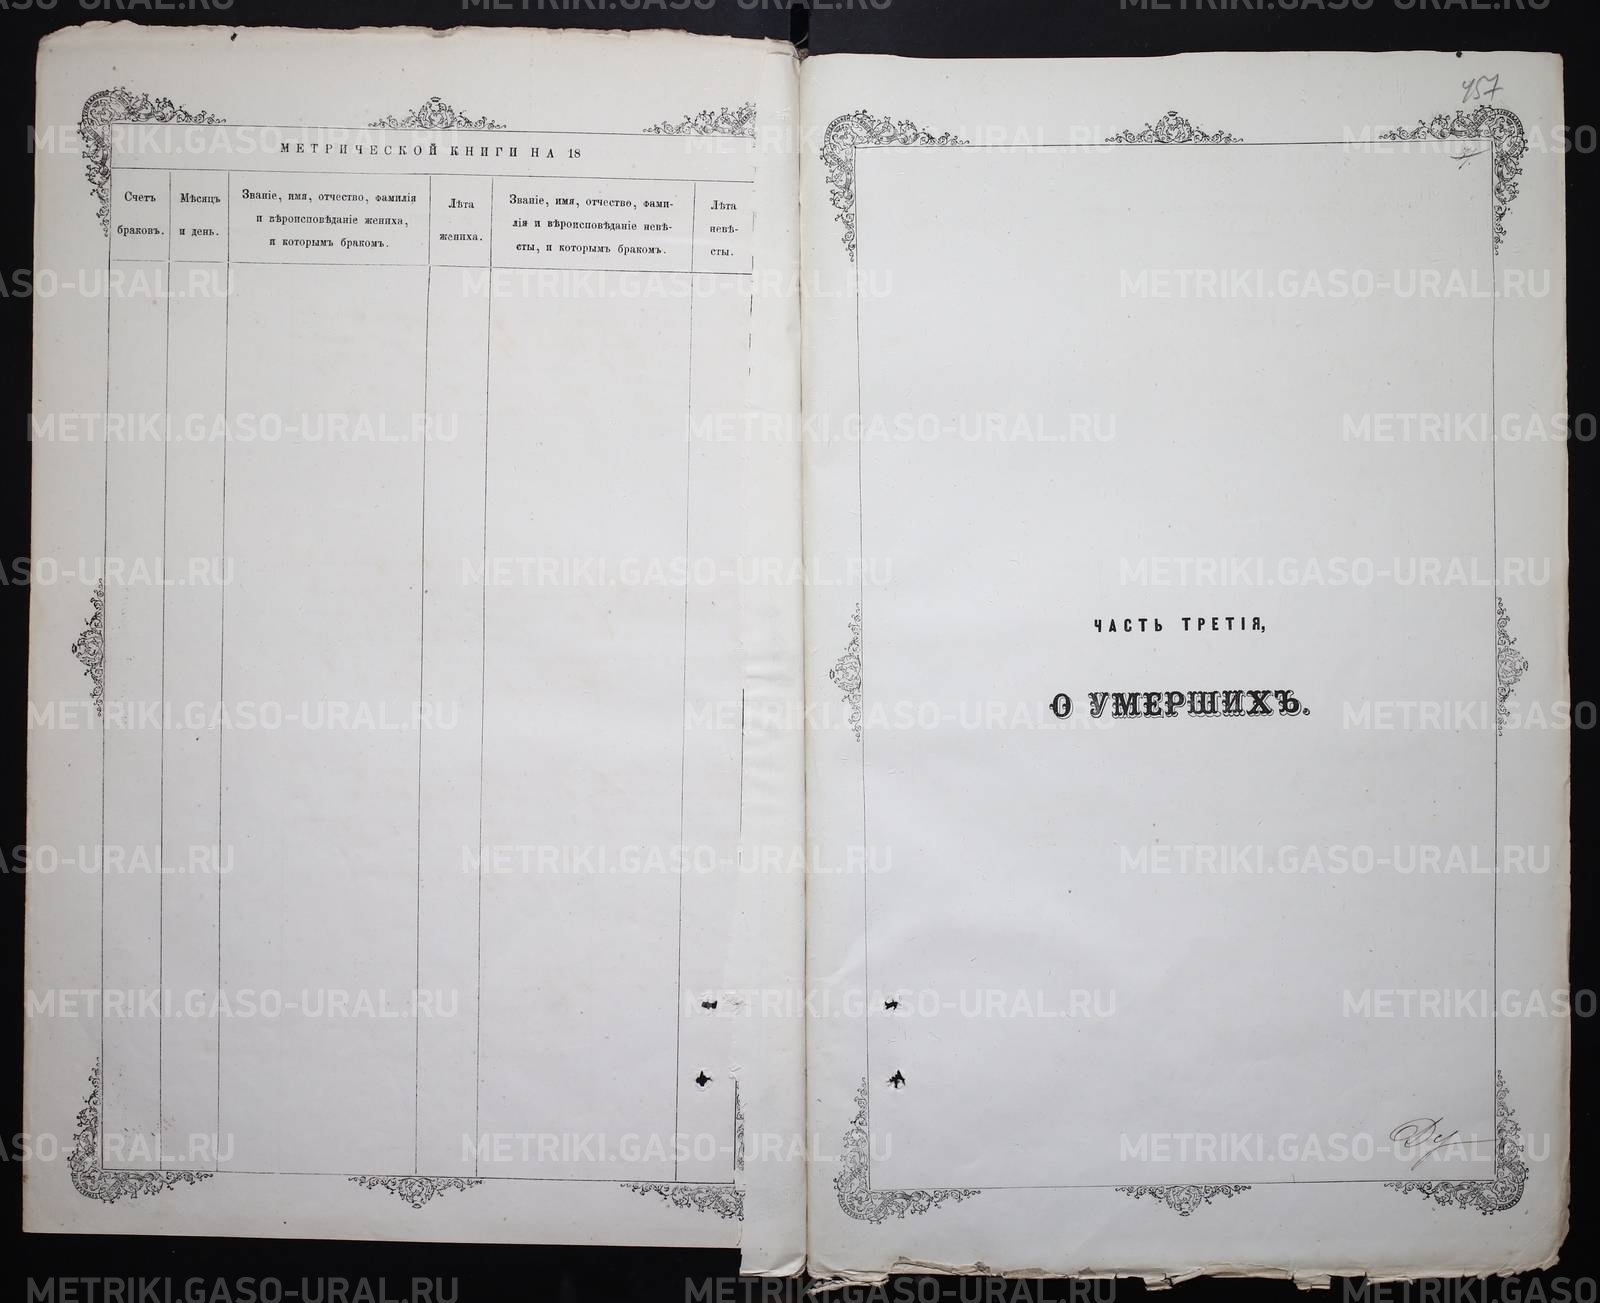 МЕТРИЧЕСКОЙ КНИГИ НА 18
Счетъ
браковъ.
Мѣсяцъ
и день.
Званіе, имя, отчество, фамилія
и вѣроисповѣданіе жениха,
и которымъ бракомъ.
Лѣта
жениха.
Званіе, имя, отчество, фами-
лія и вѣроисповѣданіе невѣ-
сты, и которымъ бракомъ.
Лѣта
невѣ-
сты.
457
ЧАСТЬ ТРЕТІЯ,
О УМЕРШИХЪ.
METRIKI.GASO-URAL.RU